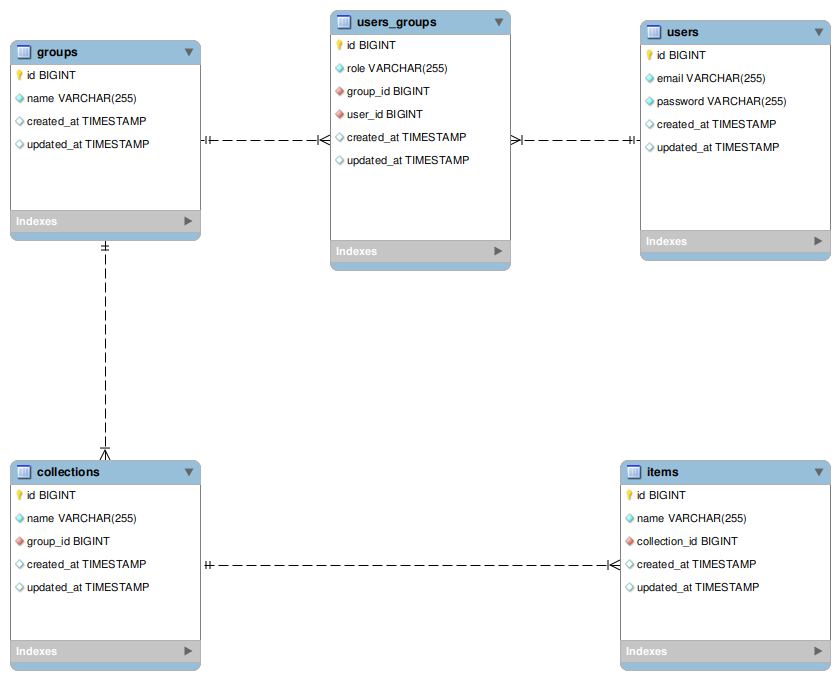 groups
id BIGINT
name VARCHAR(255)
created_at TIMESTAMP
updated_at TIMESTAMP
Indexes
users_groups
id BIGINT
role VARCHAR(255)
group_id BIGINT
user_id BIGINT
created_at TIMESTAMP
updated_at TIMESTAMP
Indexes
users
id BIGINT
email VARCHAR(255)
password VARCHAR(255)
created_at TIMESTAMP
updated_at TIMESTAMP
Indexes
collections
id BIGINT
name VARCHAR(255)
group_id BIGINT
created_at TIMESTAMP
updated_at TIMESTAMP
Indexes
items
id BIGINT
name VARCHAR(255)
collection_id BIGINT
created_at TIMESTAMP
updated_at TIMESTAMP
Indexes